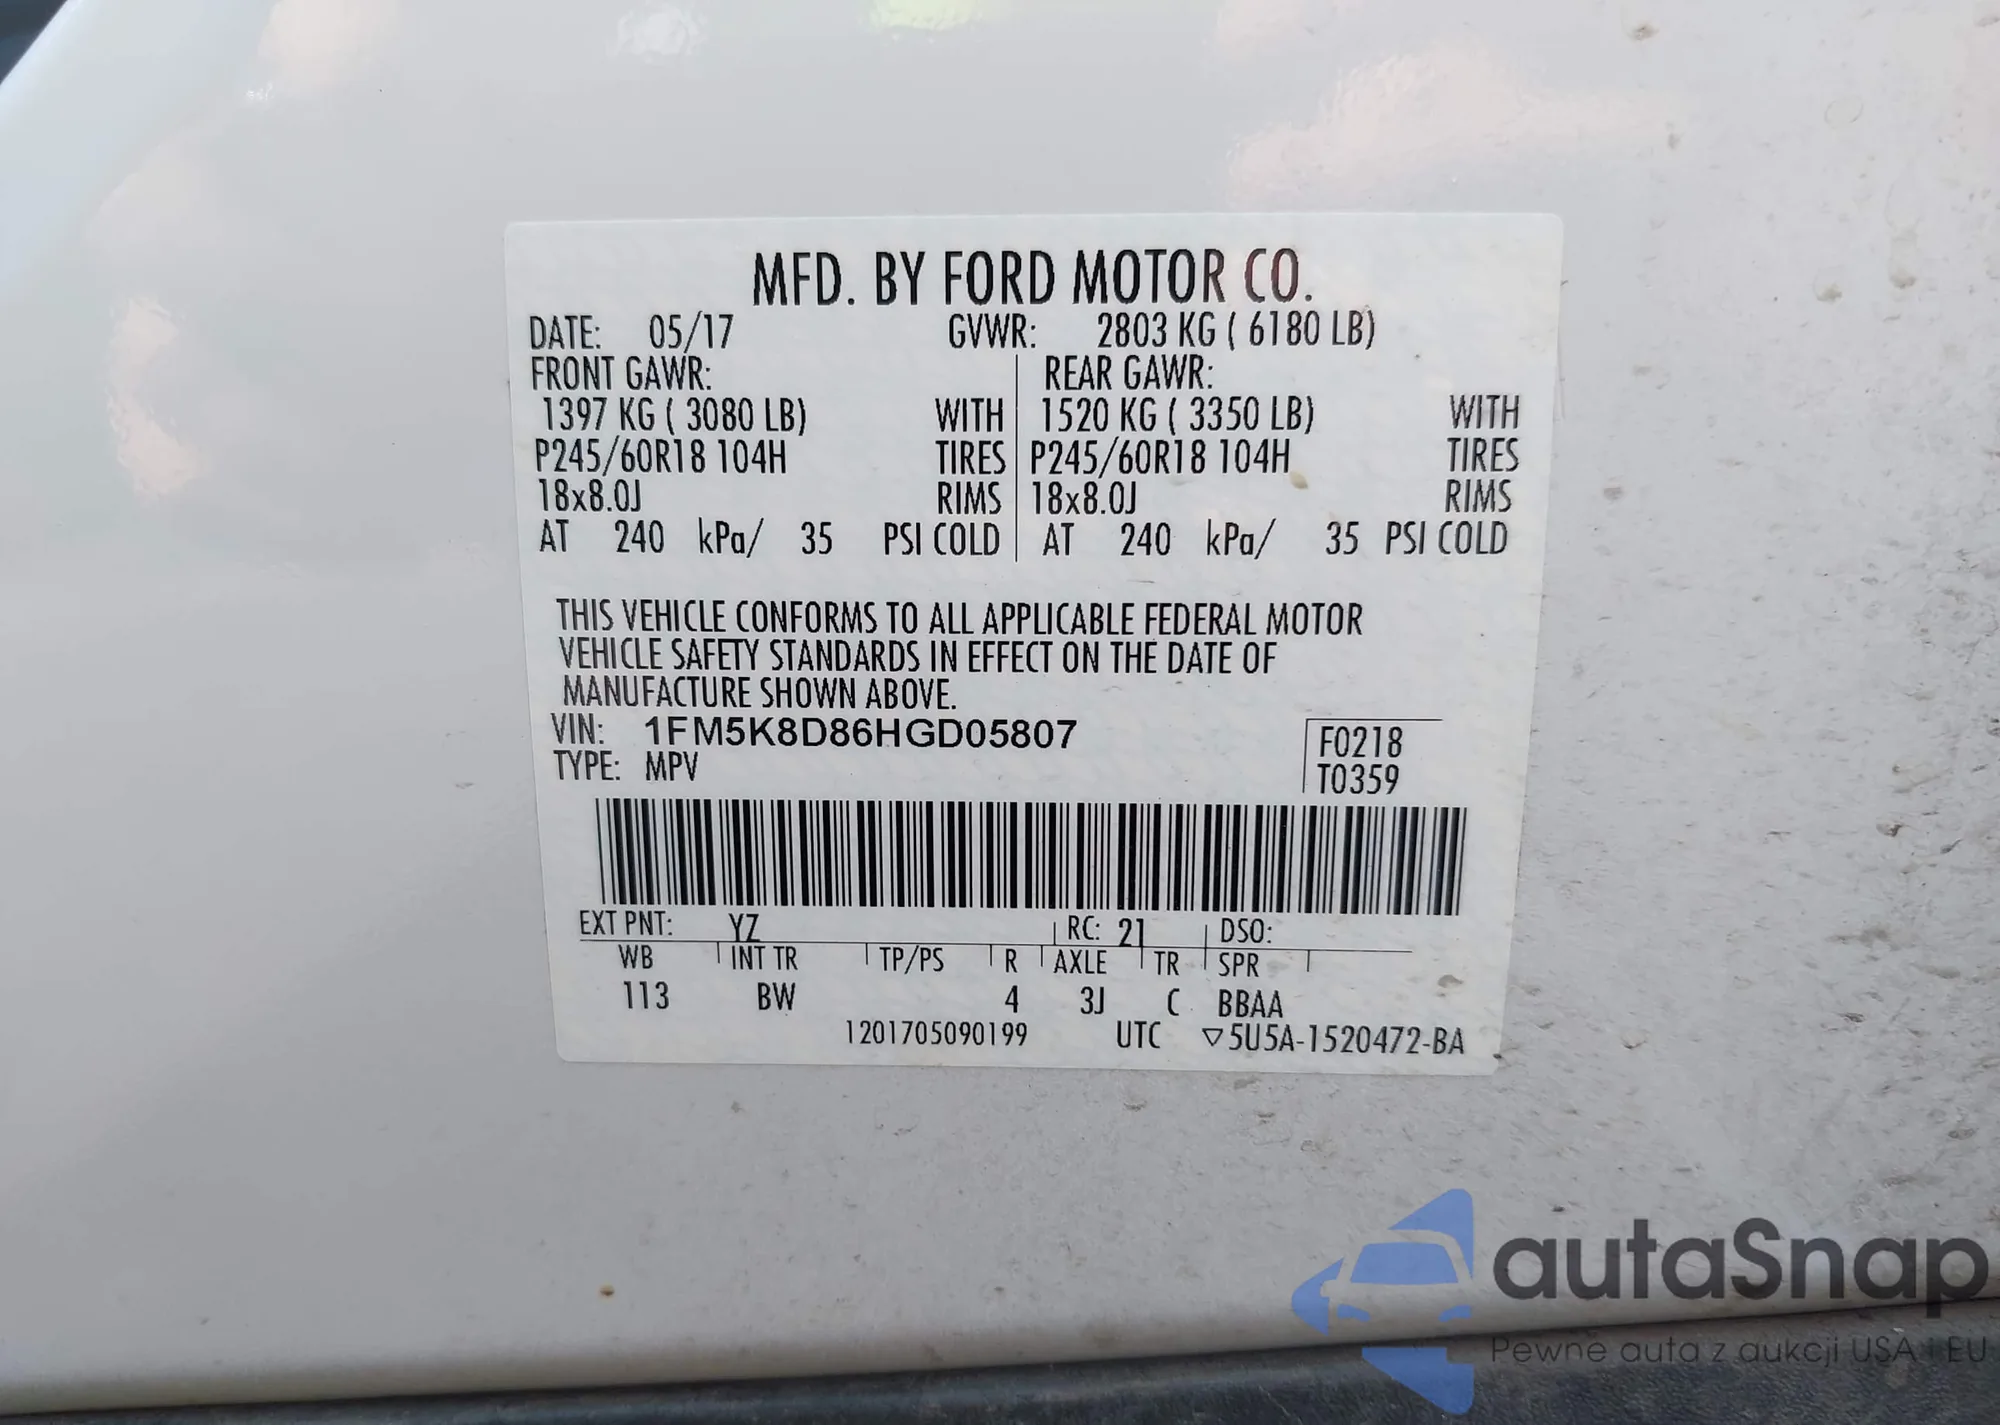 MFD. BY FORD MOTOR CO.
DATE: 05/17 GVWR: 2803 KG ( 6180 LB)
FRONT GAWR: REAR GAWR:
1397 KG ( 3080 LB) WITH 1520 KG ( 3350 LB) WITH
P245/60R18 104H TIRES P245/60R18 104H TIRES
18x8.0J RIMS 18x8.0J RIMS
AT 240 kPa/ 35 PSI COLD AT 240 kPa/ 35 PSI COLD
THIS VEHICLE CONFORMS TO ALL APPLICABLE FEDERAL MOTOR
VEHICLE SAFETY STANDARDS IN EFFECT ON THE DATE OF
MANUFACTURE SHOWN ABOVE.
VIN: 1FM5K8D86HGD05807 F0218
TYPE: MPV T0359
EXT PNT: YZ RC: 21 DSO:
WB INT TR TP/PS R AXLE TR SPR
113 BW 4 3J C BBAA
1201705090199 UTC ▽5U5A-1520472-BA
autaSnap
Pewne auta z aukcji USA i EU